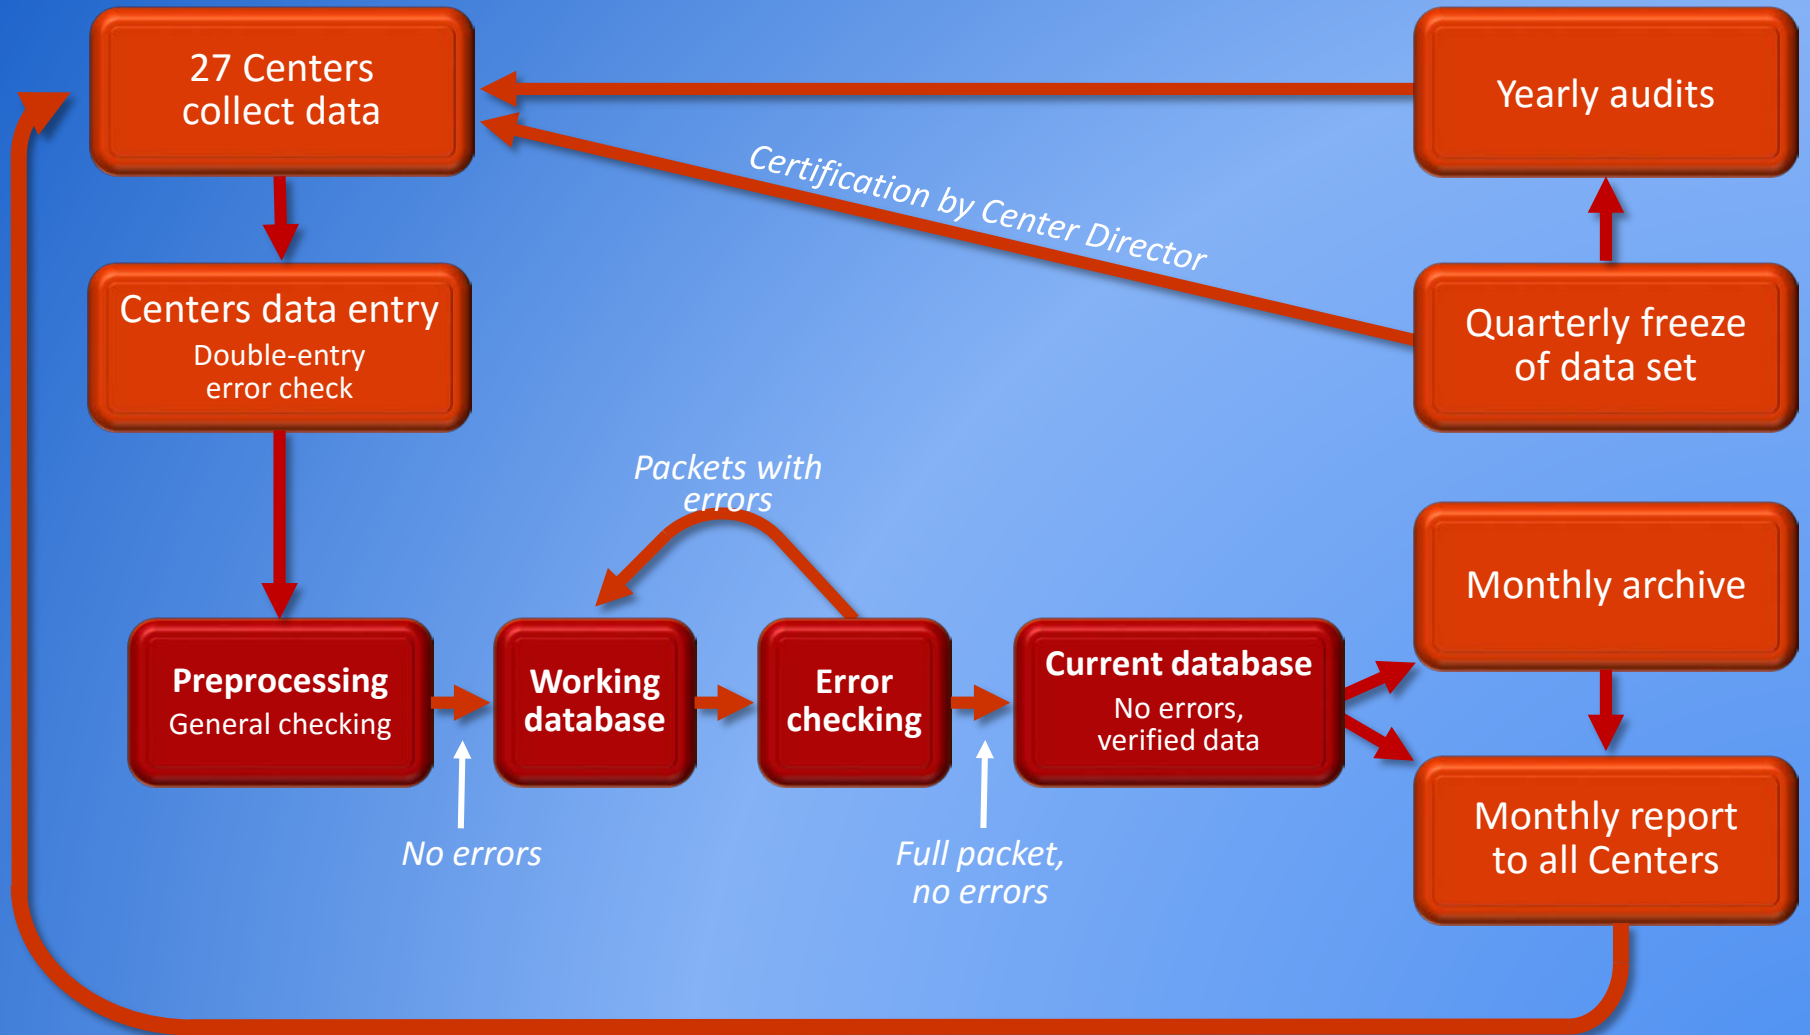 27 Centers
collect data
Yearly audits
Certification by Center Director
Centers data entry
Double-entry
error check
Quarterly freeze
of data set
Packets with
errors
Monthly archive
Preprocessing
General checking
Working
database
Error
checking
Current database
No errors,
verified data
No errors
Full packet,
no errors
Monthly report
to all Centers